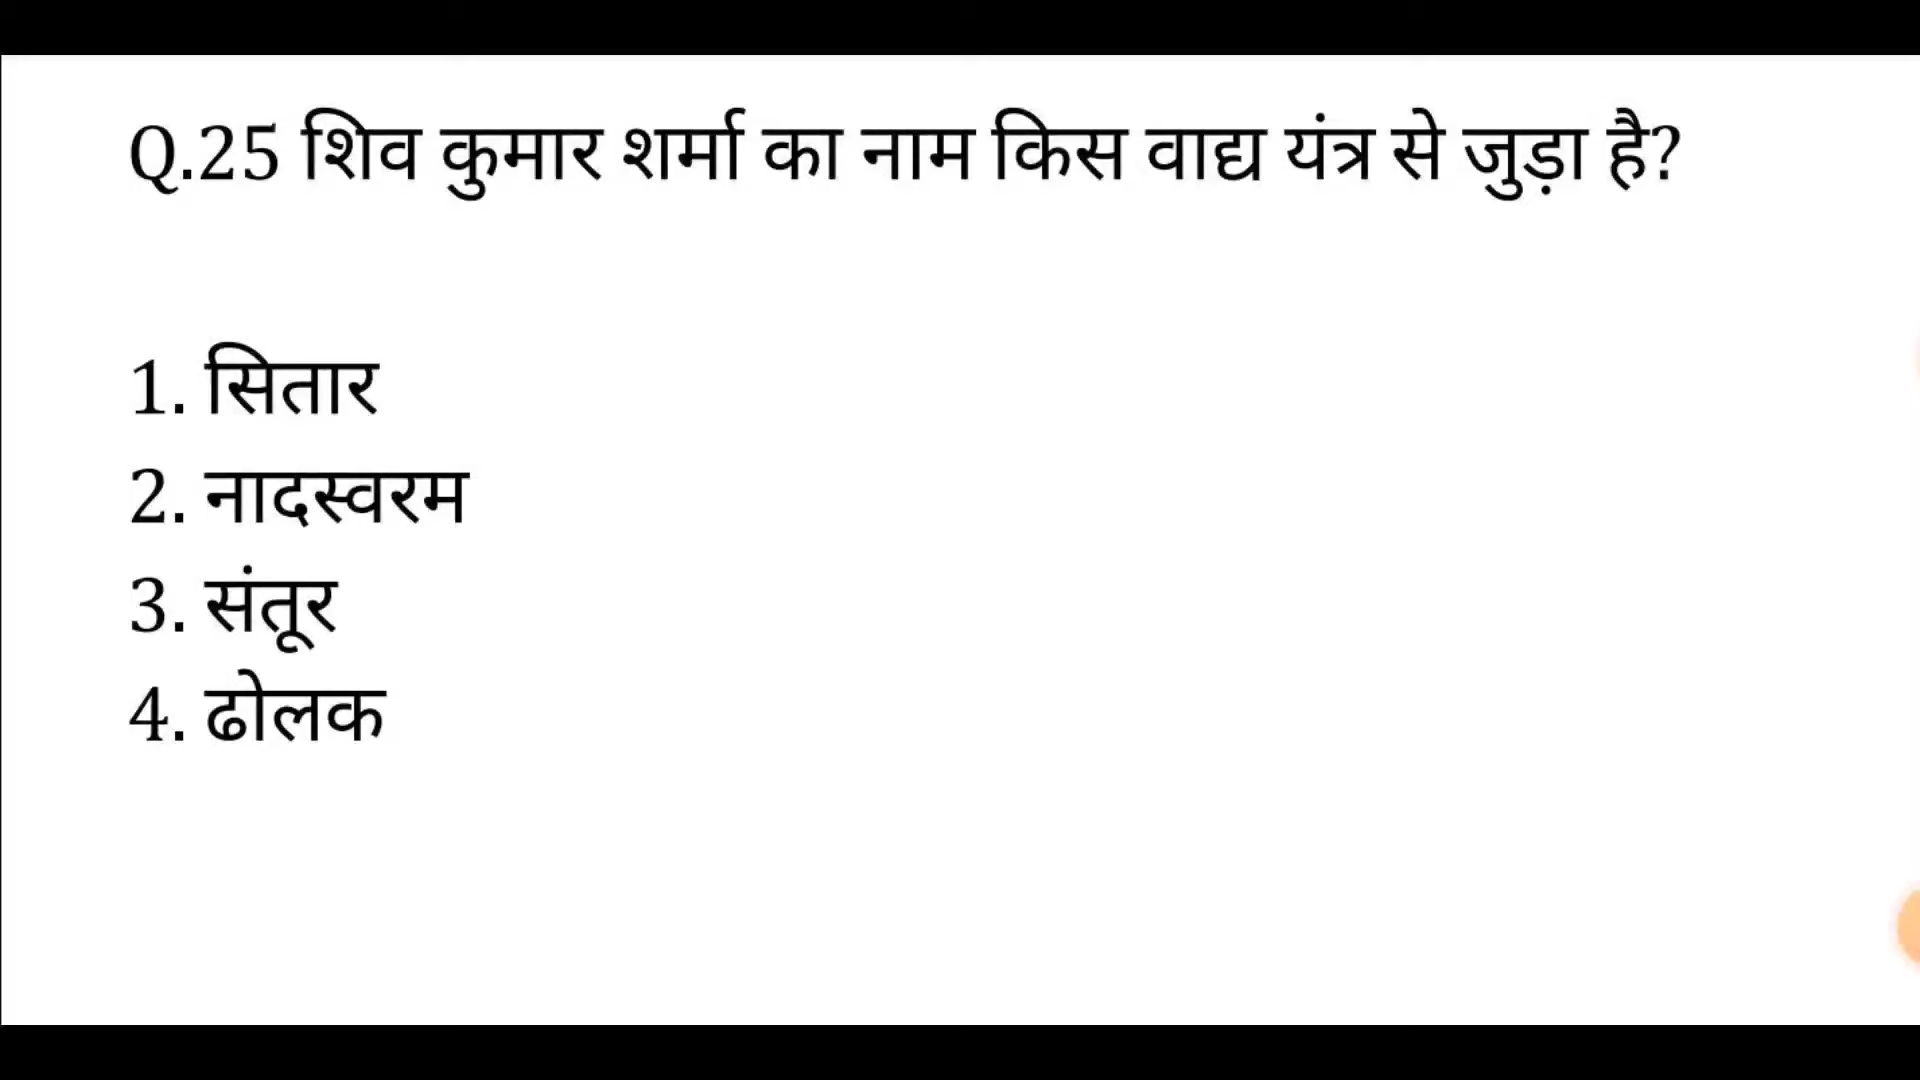 Q.25 शिव कुमार शर्मा का नाम किस वाद्य यंत्र से जुड़ा है?
1. सितार
2. नादस्वरम
3. संतूर
4. ढोलक